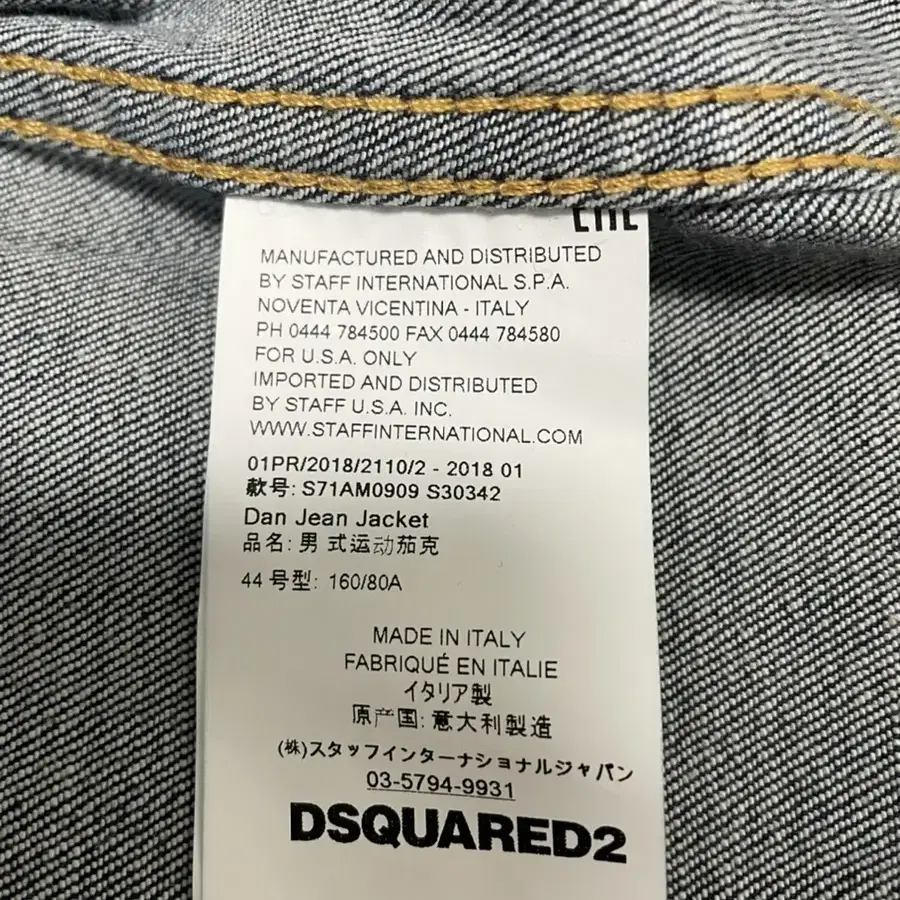 MANUFACTURED AND DISTRIBUTED
BY STAFF INTERNATIONAL S.P.A.
NOVENTA VICENTINA - ITALY
PH 0444 784500 FAX 0444 784580
FOR U.S.A. ONLY
IMPORTED AND DISTRIBUTED
BY STAFF U.S.A. INC.
WWW.STAFFINTERNATIONAL.COM
01PR/2018/2110/2 - 2018 01
款号: S71AM0909 S30342
Dan Jean Jacket
品名: 男 式运动茄克
44 号型: 160/80A
MADE IN ITALY
FABRIQUÉ EN ITALIE
イタリア製
原产国: 意大利製造
(株)スタッフインターナショナルジャパン
03-5794-9931
DSQUARED2